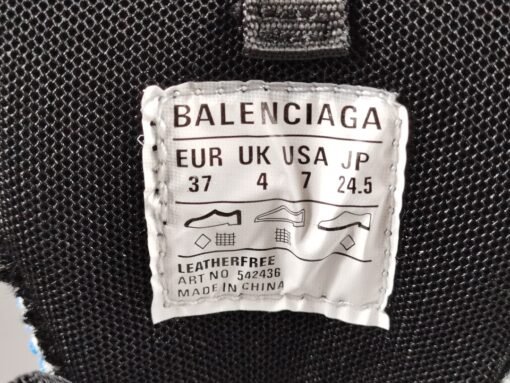 BALENCIAGA
EUR UK USA JP
37 4 7 24.5
LEATHERFREE
ART NO 542436
MADE IN CHINA